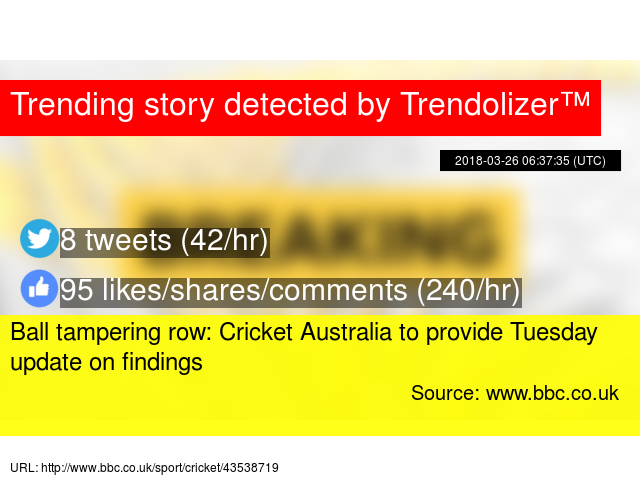 Trending story detected by Trendolizer™
2018-03-26 06:37:35 (UTC)
BREAKING
8 tweets (42/hr)
95 likes/shares/comments (240/hr)
Ball tampering row: Cricket Australia to provide Tuesday
update on findings
Source: www.bbc.co.uk
URL: http://www.bbc.co.uk/sport/cricket/43538719